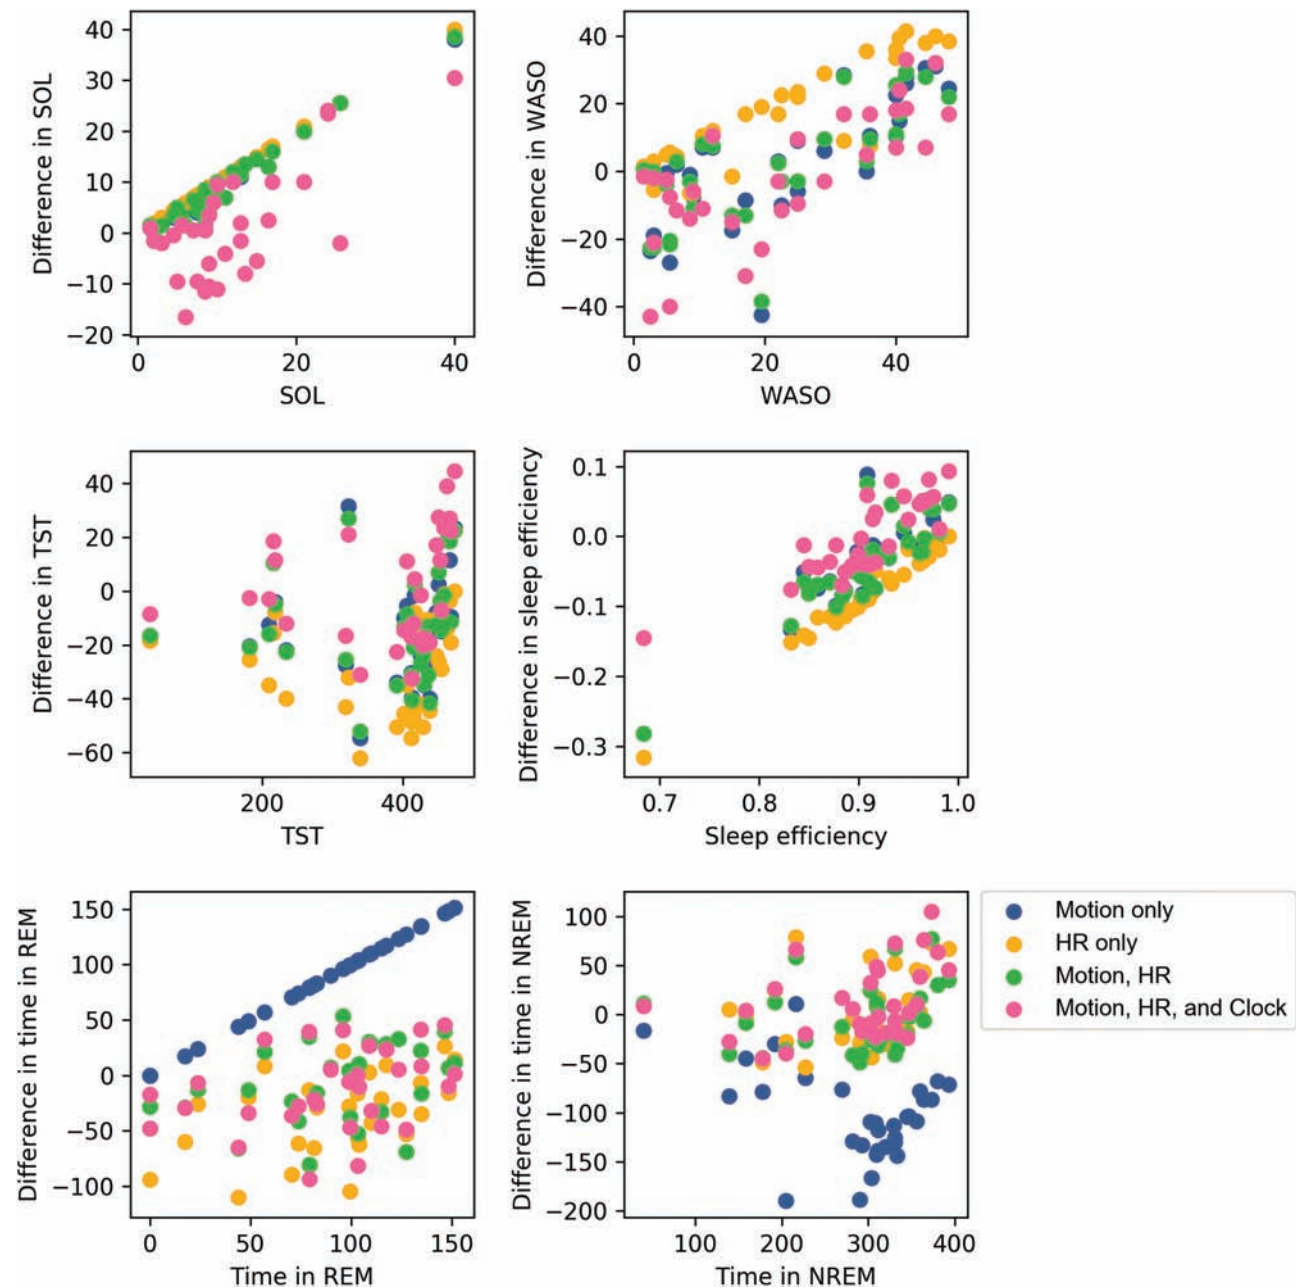 Difference in SOL
40
30
20
10
0
−10
−20
0 20 40
SOL
Difference in WASO
40
20
0
−20
−40
0 20 40
WASO
Difference in TST
40
20
0
−20
−40
−60
200 400
TST
Difference in sleep efficiency
0.1
0.0
−0.1
−0.2
−0.3
0.7 0.8 0.9 1.0
Sleep efficiency
Difference in time in REM
150
100
50
0
−50
−100
0 50 100 150
Time in REM
Difference in time in NREM
100
50
0
−50
−100
−150
−200
100 200 300 400
Time in NREM
Motion only
HR only
Motion, HR
Motion, HR, and Clock